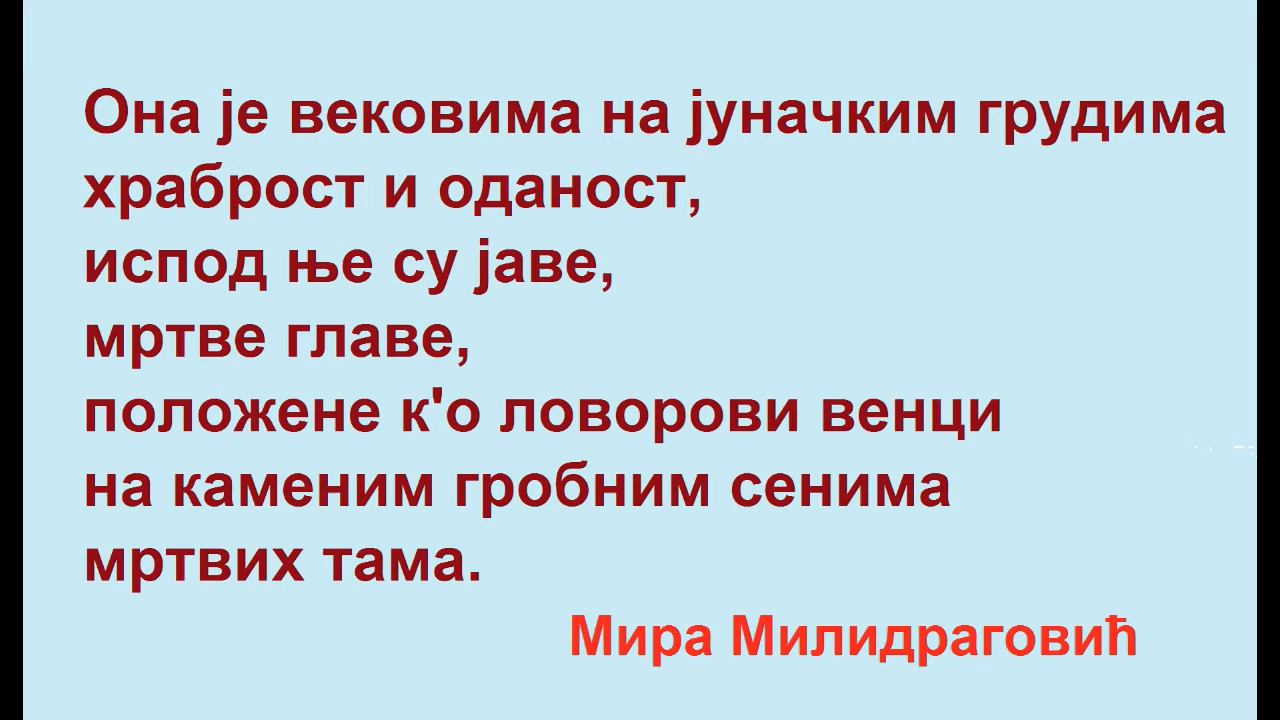 Она је вековима на јуначким грудима
храброст и оданост,
испод ње су јаве,
мртве главе,
положене к'о ловорови венци
на каменим гробним сенима
мртвих тама.
Мира Милидраговић